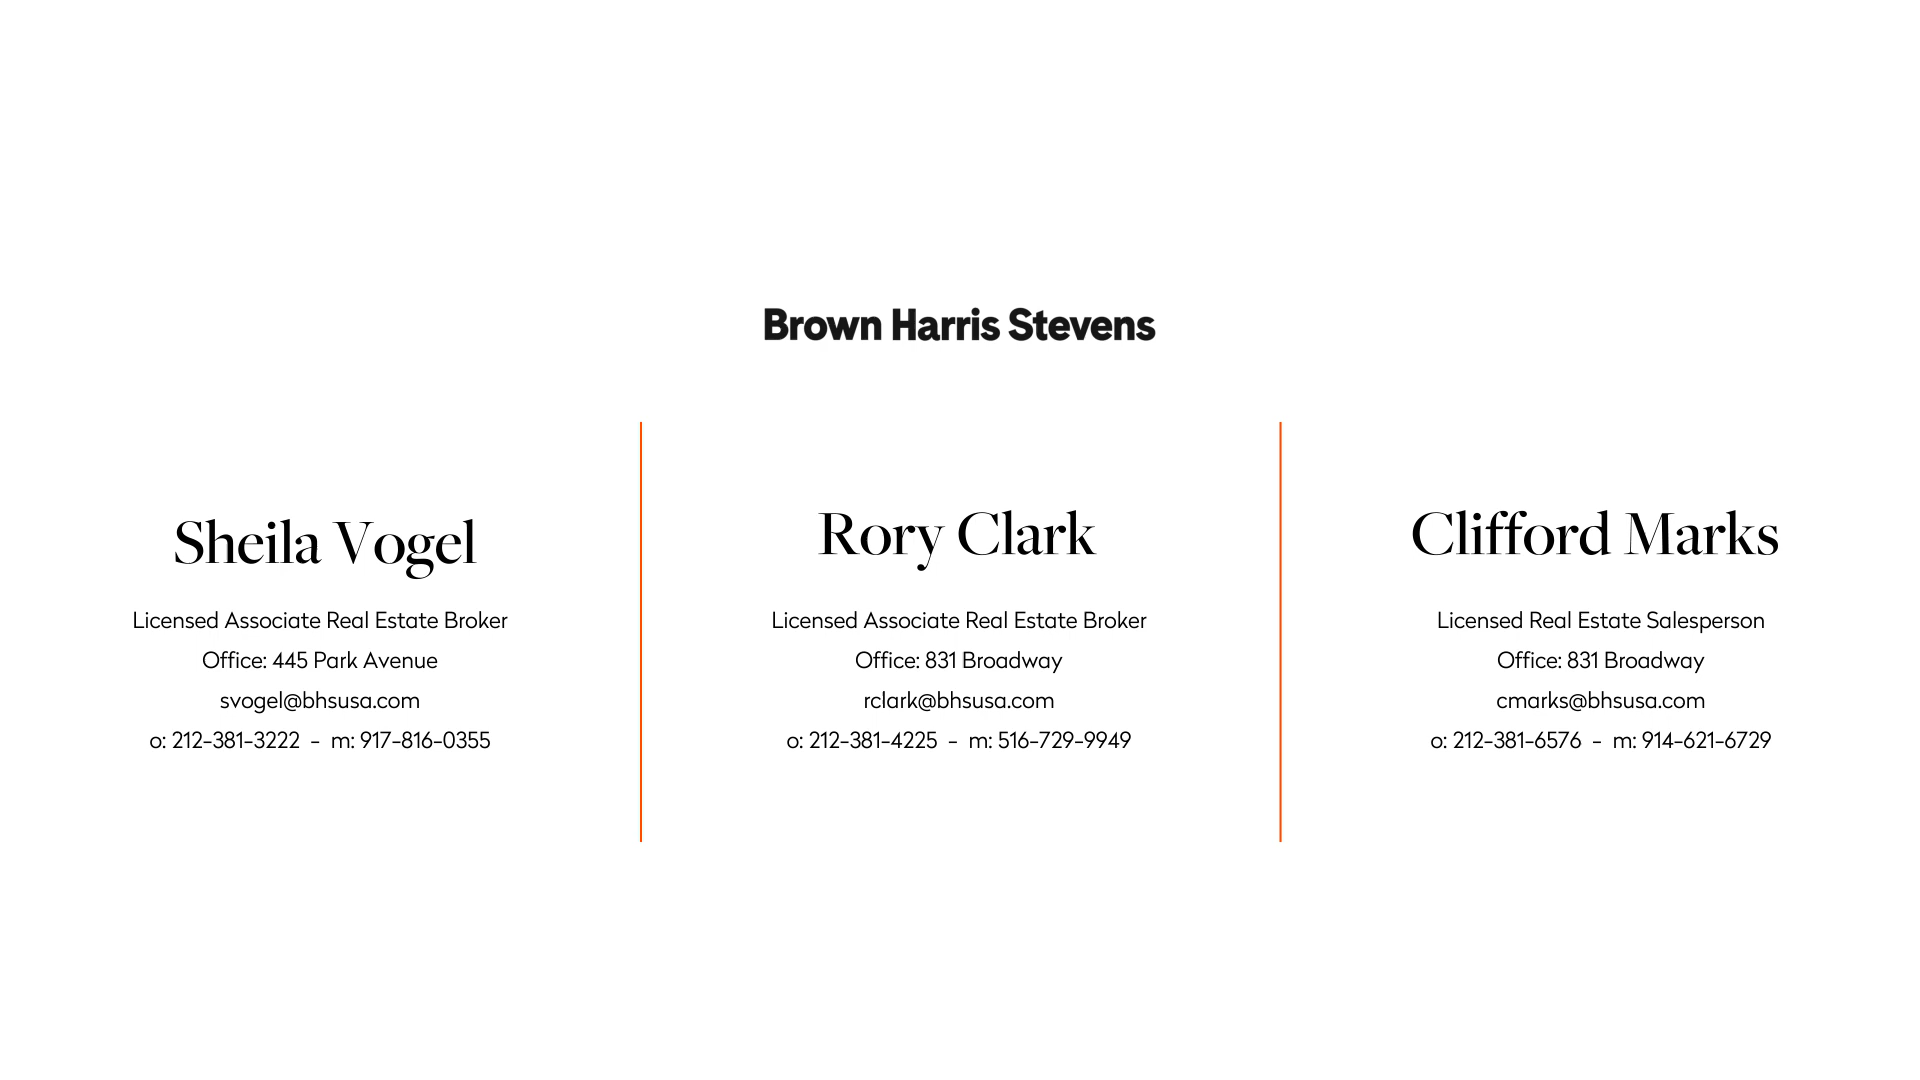 Brown Harris Stevens
Sheila Vogel
Licensed Associate Real Estate Broker
Office: 445 Park Avenue
svogel@bhsusa.com
o: 212-381-3222 - m: 917-816-0355
Rory Clark
Licensed Associate Real Estate Broker
Office: 831 Broadway
rclark@bhsusa.com
o: 212-381-4225 - m: 516-729-9949
Clifford Marks
Licensed Real Estate Salesperson
Office: 831 Broadway
cmarks@bhsusa.com
o: 212-381-6576 - m: 914-621-6729